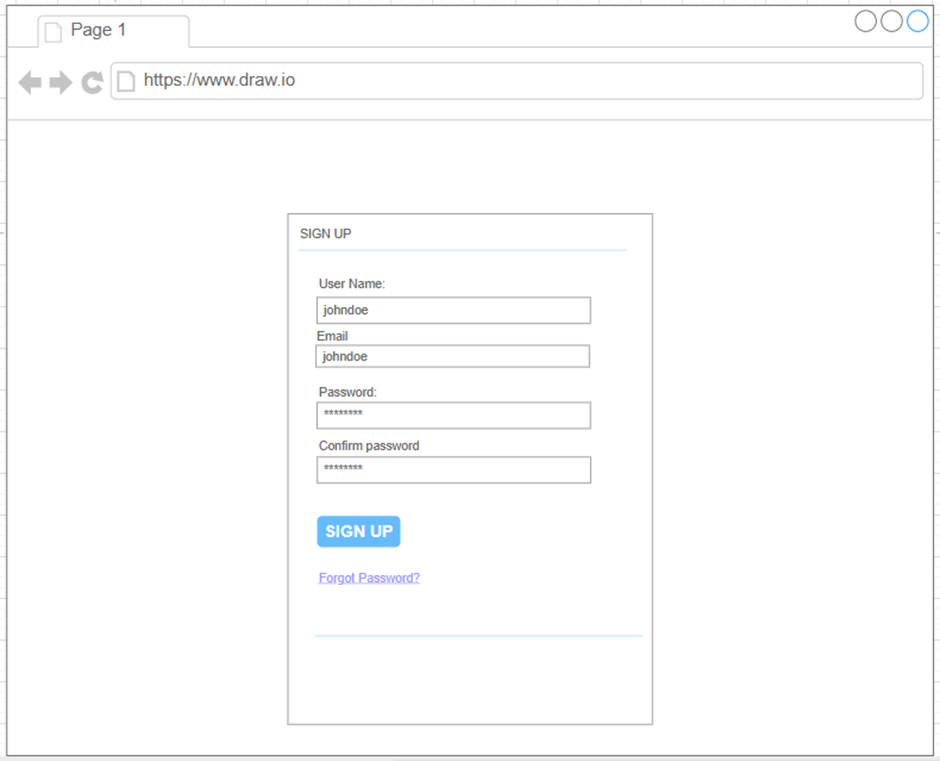 Page 1
https://www.draw.io
SIGN UP
User Name:
johndoe
Email
johndoe
Password:
********
Confirm password
********
SIGN UP
Forgot Password?